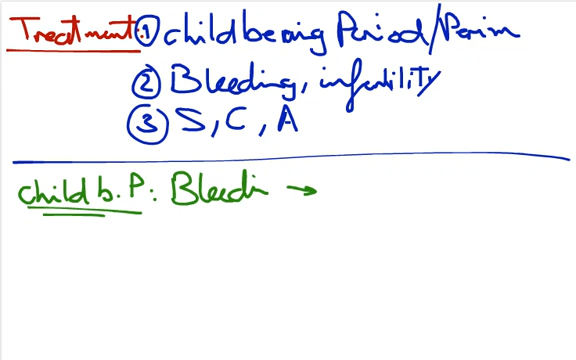 Treatment: ① childbearing Period/Perim
② Bleeding, infertility
③ S, C, A
child b. P: Bleedi →